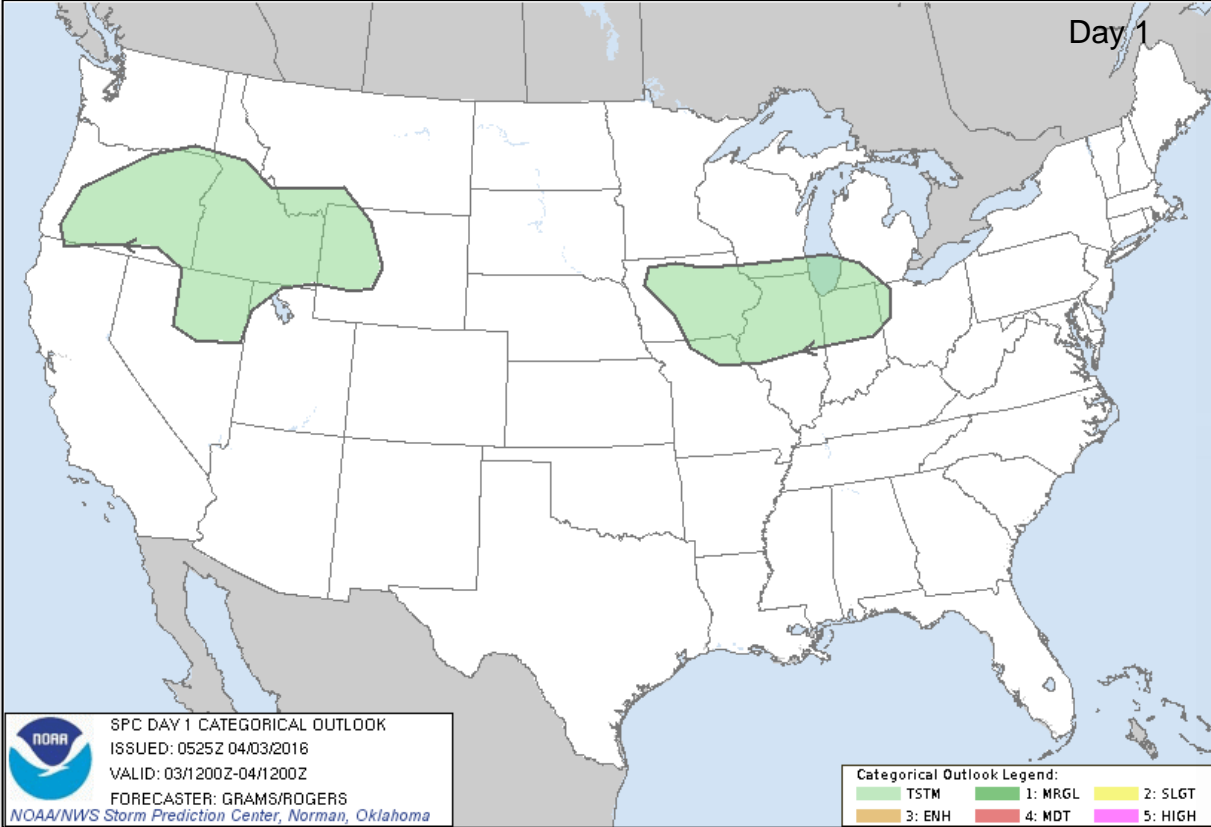 Day 1
NOAA
SPC DAY 1 CATEGORICAL OUTLOOK
ISSUED: 0525Z 04/03/2016
VALID: 03/1200Z-04/1200Z
FORECASTER: GRAMS/ROGERS
NOAA/NWS Storm Prediction Center, Norman, Oklahoma
Categorical Outlook Legend:
TSTM 1: MRGL 2: SLGT
3: ENH 4: MDT 5: HIGH